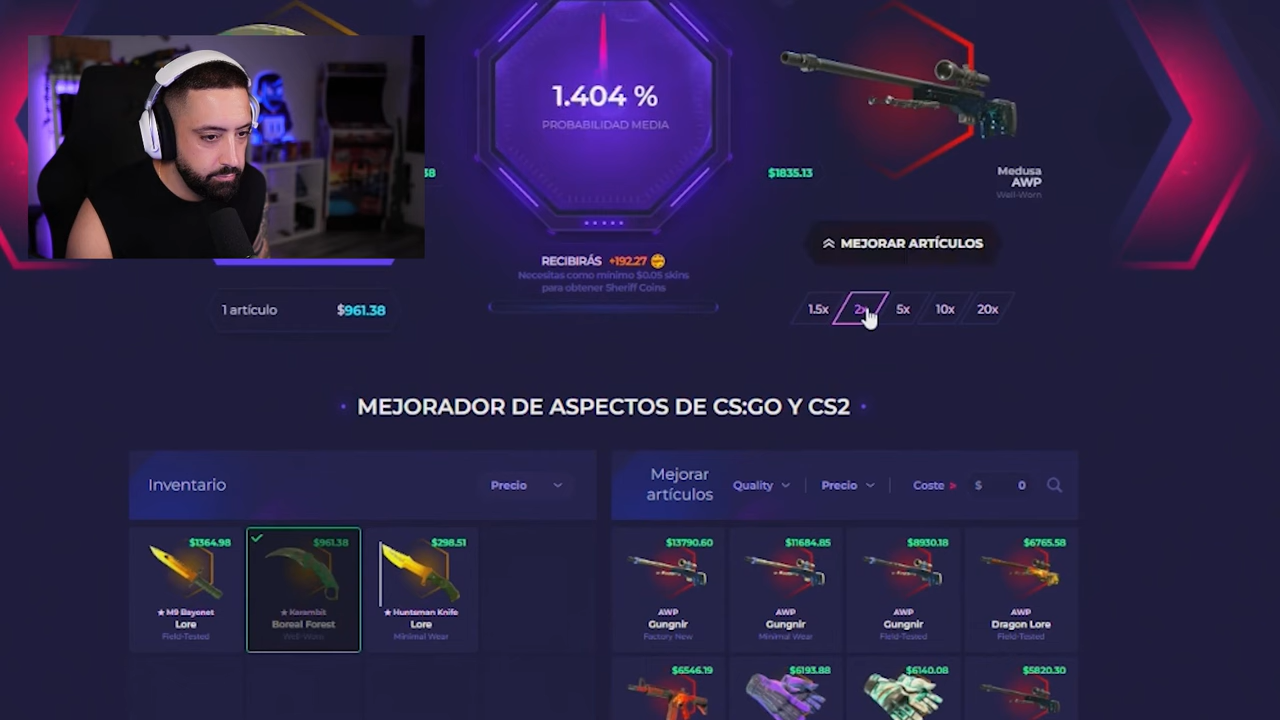 1.404 %
PROBABILIDAD MEDIA
38
$1835.13
Medusa
AWP
Well-Worn
MEJORAR ARTÍCULOS
RECIBIRÁS +192.27
Necesitas como mínimo $0.05 skins
para obtener Sheriff Coins
1 artículo $961.38
1.5x 2x 5x 10x 20x
MEJORADOR DE ASPECTOS DE CS:GO Y CS2
Inventario
Precio
Mejorar
artículos
Quality
Precio
Coste > $ 0
$1364.98 $961.38 $298.51
★ M9 Bayonet ★ Karambit ★ Huntsman Knife
Lore Boreal Forest Lore
Field-Tested Well-Worn Minimal Wear
$13790.60 $11684.85 $8930.18 $6765.58
AWP AWP AWP AWP
Gungnir Gungnir Gungnir Dragon Lore
Factory New Minimal Wear Field-Tested Field-Tested
$6546.19 $6193.88 $6140.08 $5820.30